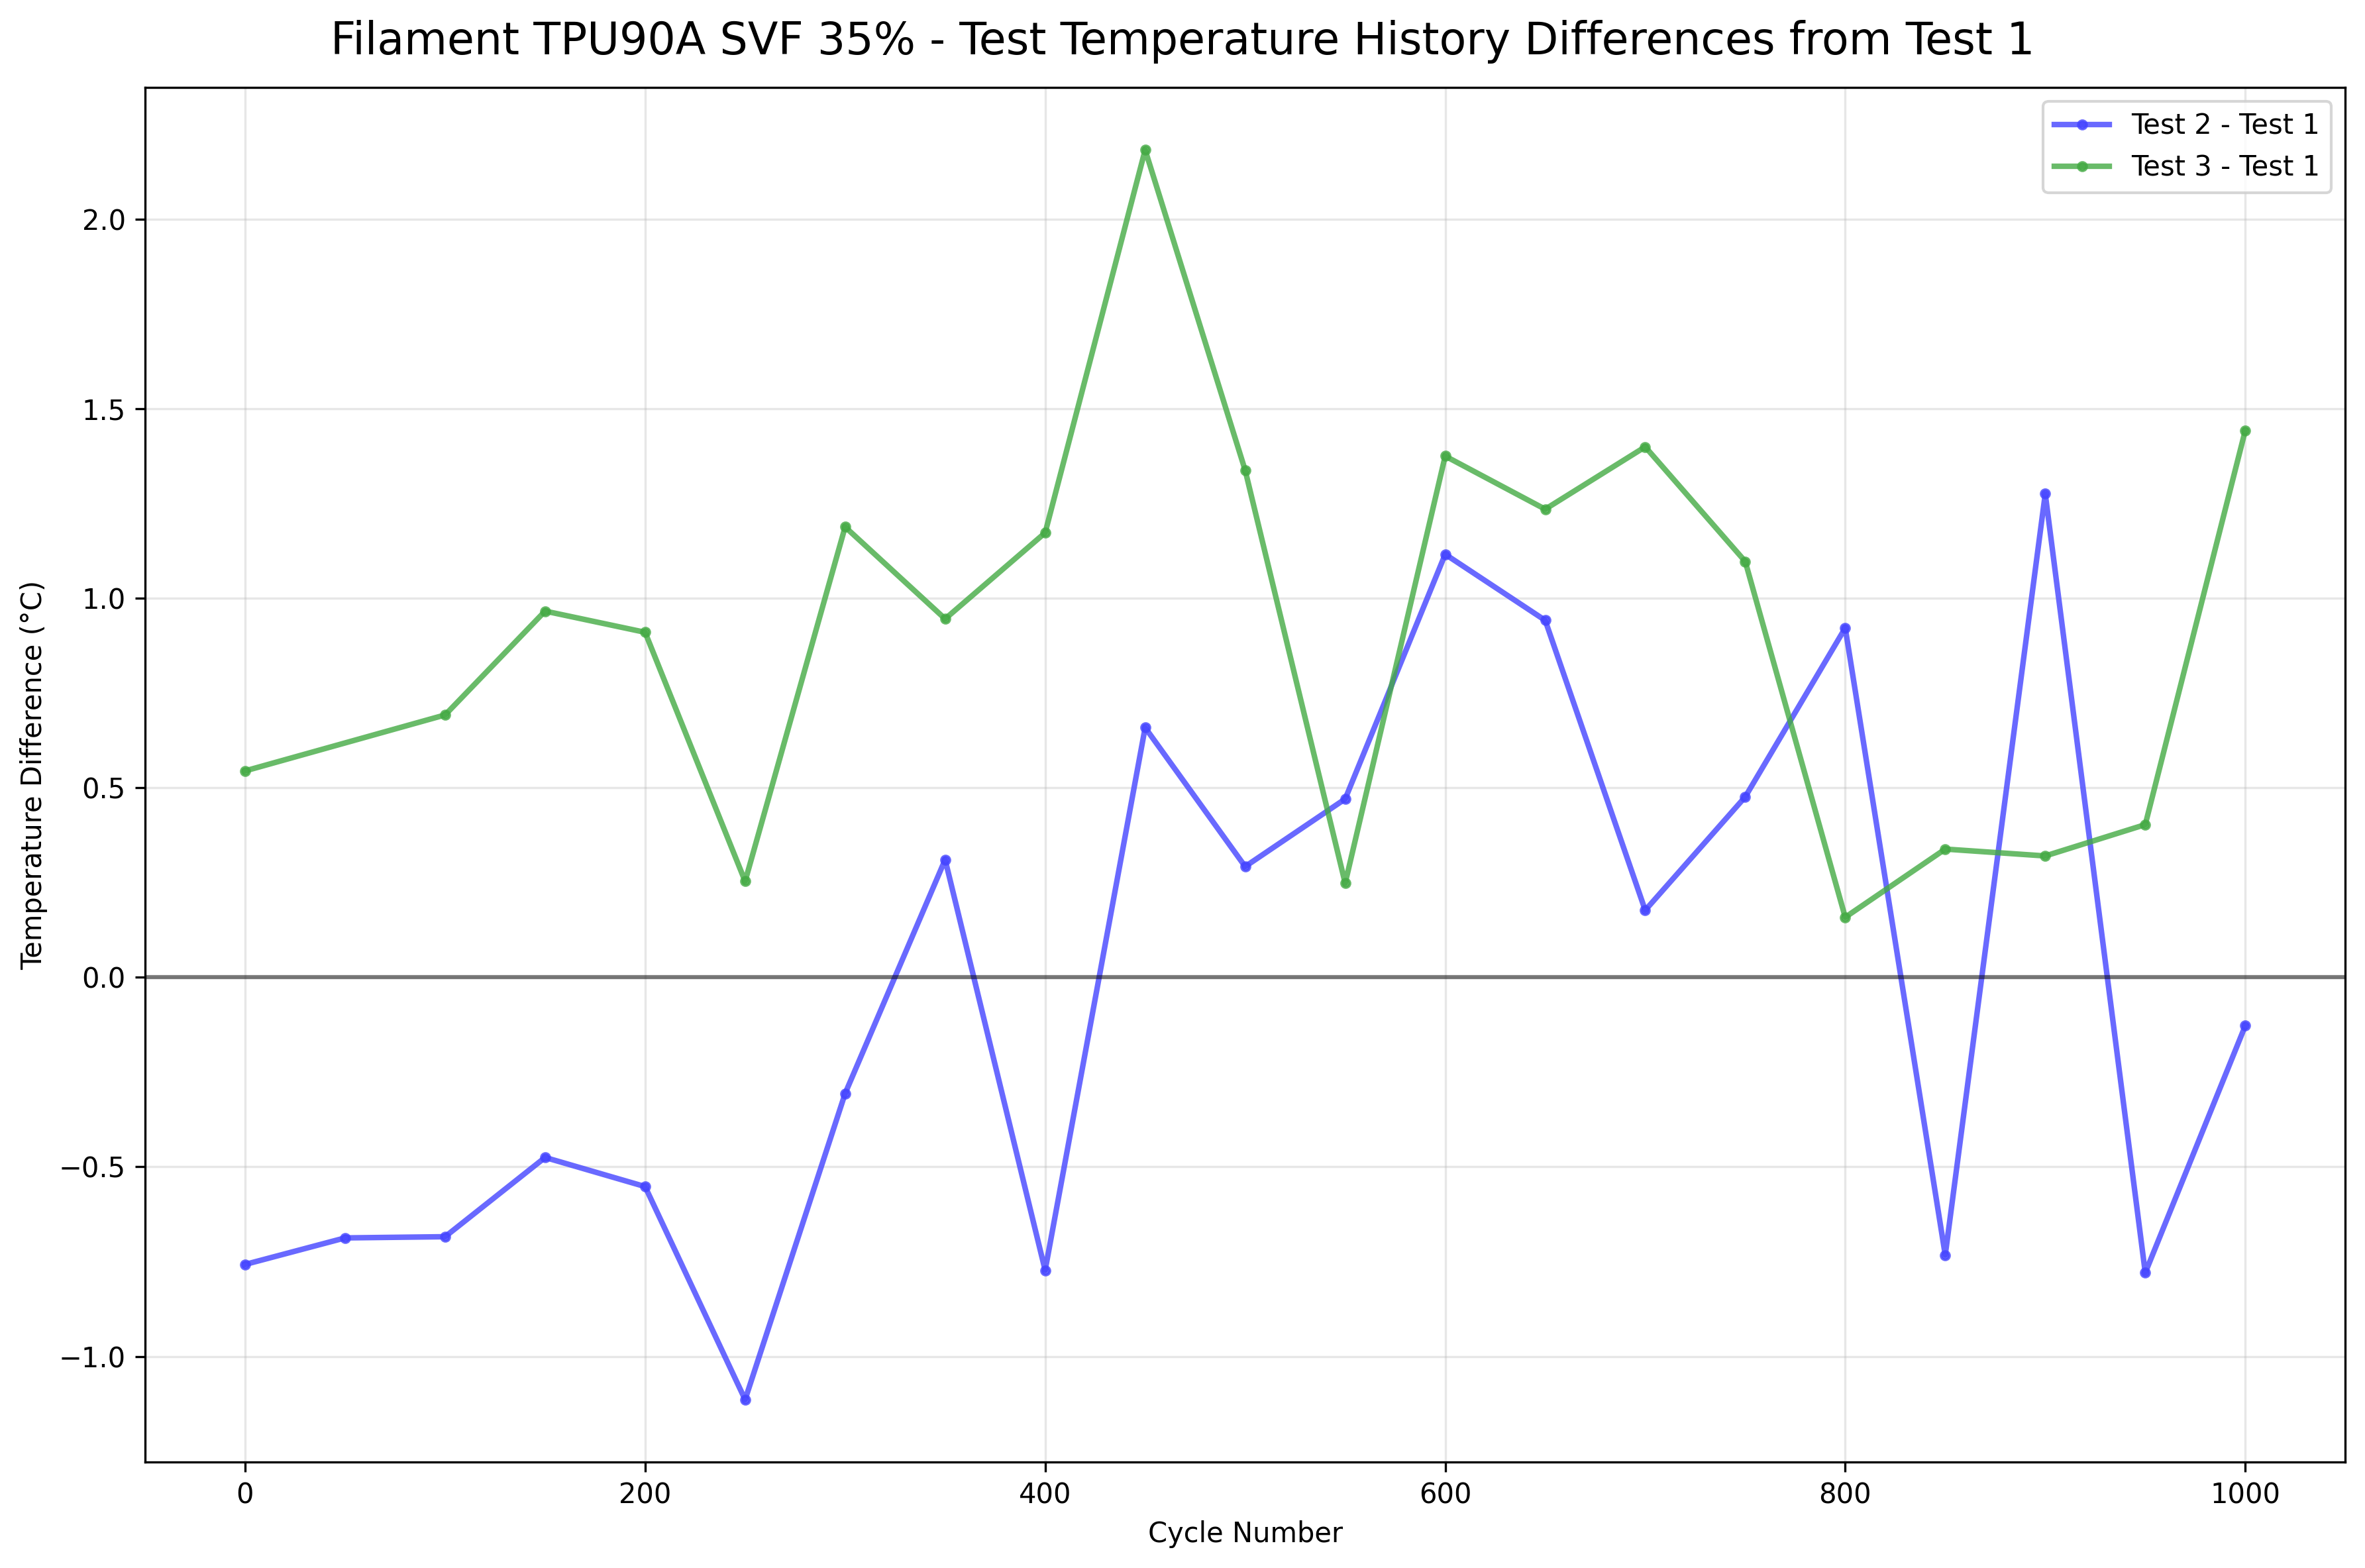 Filament TPU90A SVF 35% - Test Temperature History Differences from Test 1
Test 2 - Test 1
Test 3 - Test 1
Temperature Difference (°C)
2.0
1.5
1.0
0.5
0.0
−0.5
−1.0
0 200 400 600 800 1000
Cycle Number